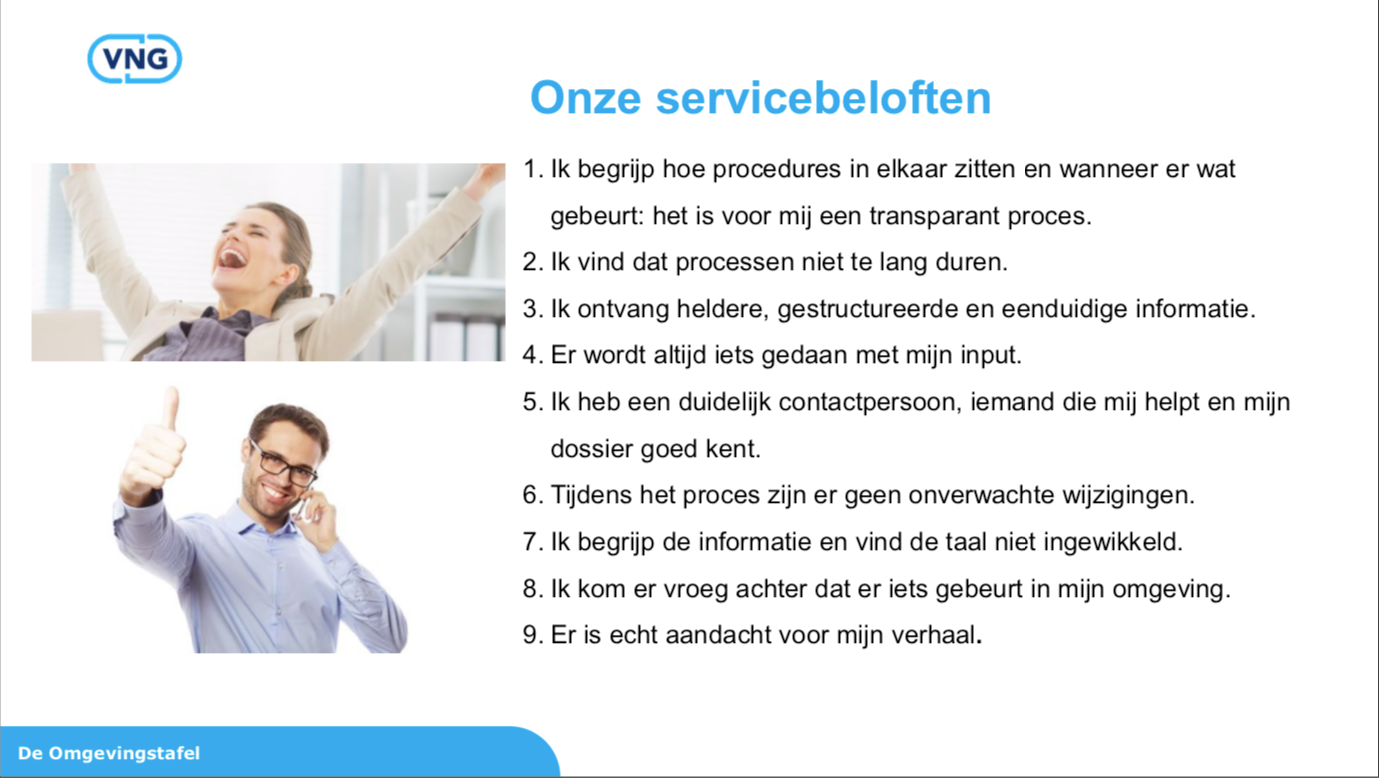 VNG
Onze servicebeloften
1. Ik begrijp hoe procedures in elkaar zitten en wanneer er wat
gebeurt: het is voor mij een transparant proces.
2. Ik vind dat processen niet te lang duren.
3. Ik ontvang heldere, gestructureerde en eenduidige informatie.
4. Er wordt altijd iets gedaan met mijn input.
5. Ik heb een duidelijk contactpersoon, iemand die mij helpt en mijn
dossier goed kent.
6. Tijdens het proces zijn er geen onverwachte wijzigingen.
7. Ik begrijp de informatie en vind de taal niet ingewikkeld.
8. Ik kom er vroeg achter dat er iets gebeurt in mijn omgeving.
9. Er is echt aandacht voor mijn verhaal.
De Omgevingstafel